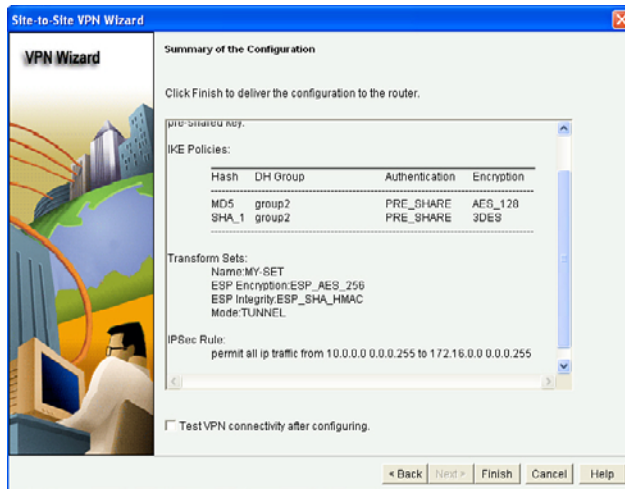 Site-to-Site VPN Wizard
VPN Wizard
Summary of the Configuration
Click Finish to deliver the configuration to the router.
pre-shared key.
IKE Policies:
Hash DH Group Authentication Encryption
MD5 group2 PRE_SHARE AES_128
SHA_1 group2 PRE_SHARE 3DES
Transform Sets:
Name:MY-SET
ESP Encryption:ESP_AES_256
ESP Integrity:ESP_SHA_HMAC
Mode:TUNNEL
IPSec Rule:
permit all ip traffic from 10.0.0.0 0.0.0.255 to 172.16.0.0 0.0.0.255
Test VPN connectivity after configuring.
< Back Next > Finish Cancel Help